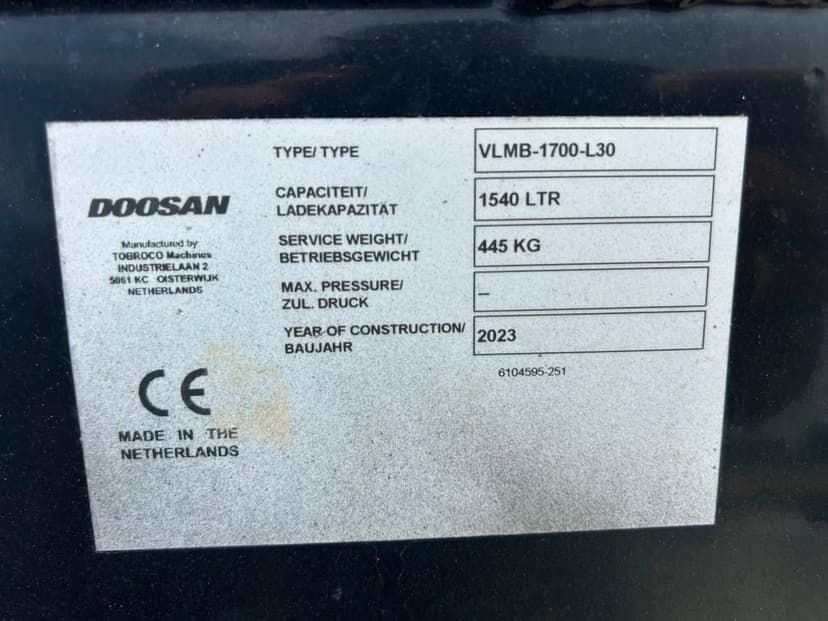 DOOSAN
Manufactured by
TOBROCO Machines
INDUSTRIELAAN 2
5061 KC OISTERWIJK
NETHERLANDS
CE
MADE IN THE
NETHERLANDS
TYPE/ TYPE VLMB-1700-L30
CAPACITEIT/
LADEKAPAZITÄT 1540 LTR
SERVICE WEIGHT/
BETRIEBSGEWICHT 445 KG
MAX. PRESSURE/
ZUL. DRUCK –
YEAR OF CONSTRUCTION/
BAUJAHR 2023
6104595-251